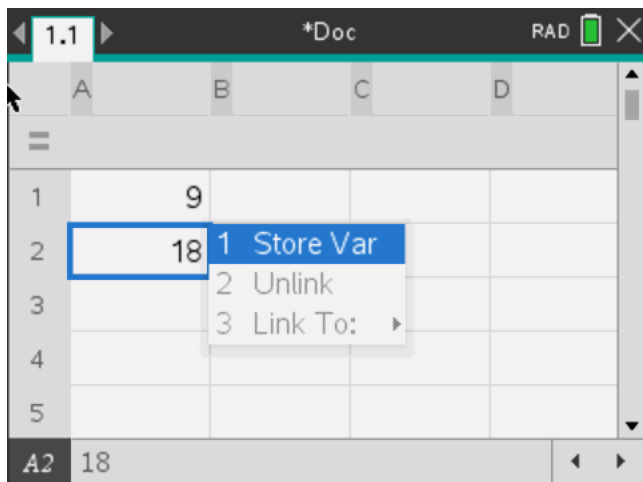 1.1 *Doc RAD
A B C D
=
1 9
2 18
3
4
5
1 Store Var
2 Unlink
3 Link To:
A2 18